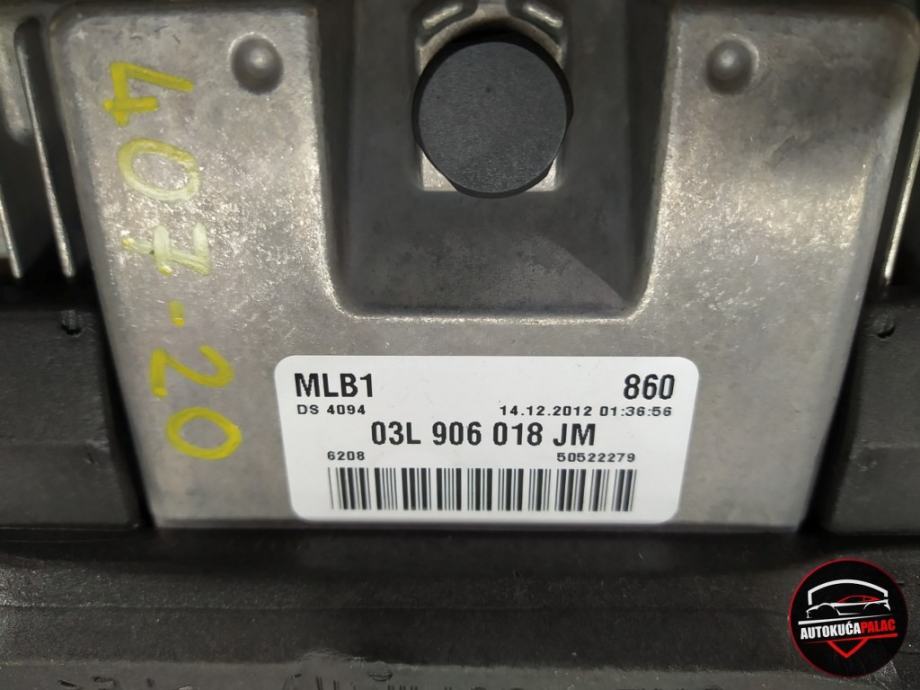 407-20
MLB1 860
DS 4094 14.12.2012 01:36:56
03L 906 018 JM
6208 50522279
AUTOKUĆAPALAC